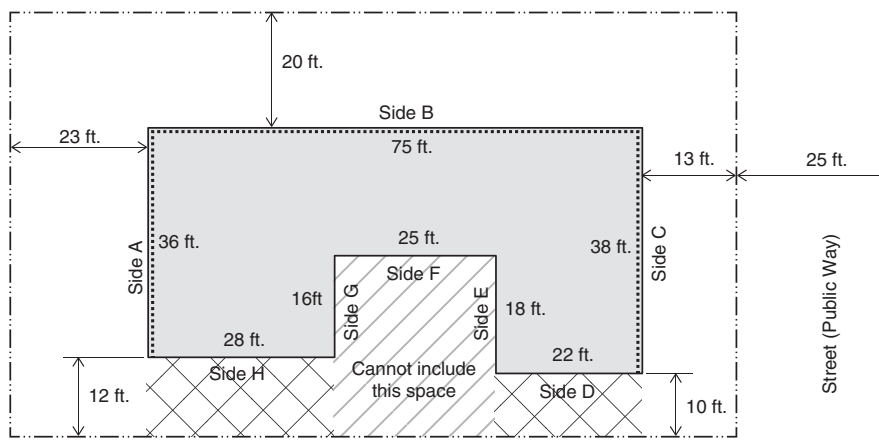 20 ft.
Side B
23 ft.
75 ft.
13 ft.
25 ft.
Side A
36 ft.
25 ft.
Side F
38 ft.
Side C
16ft
Side G
Side E
18 ft.
Street (Public Way)
28 ft.
Side H
Cannot include
this space
22 ft.
Side D
12 ft.
10 ft.